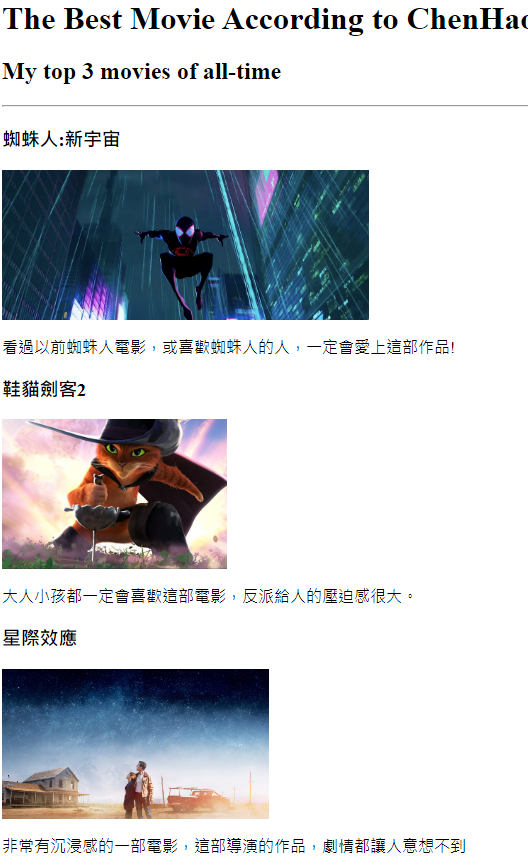 The Best Movie According to ChenHao
My top 3 movies of all-time
蜘蛛人:新宇宙
看過以前蜘蛛人電影，或喜歡蜘蛛人的人，一定會愛上這部作品!
鞋貓劍客2
大人小孩都一定會喜歡這部電影，反派給人的壓迫感很大。
星際效應
非常有沉浸感的一部電影，這部導演的作品，劇情都讓人意想不到